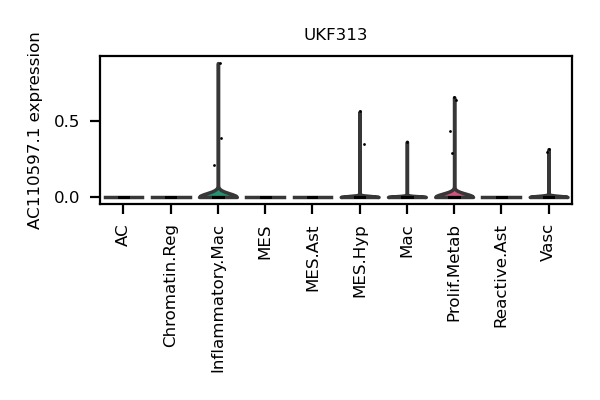 UKF313
AC110597.1 expression
0.5
0.0
AC
Chromatin.Reg
Inflammatory.Mac
MES
MES.Ast
MES.Hyp
Mac
Prolif.Metab
Reactive.Ast
Vasc